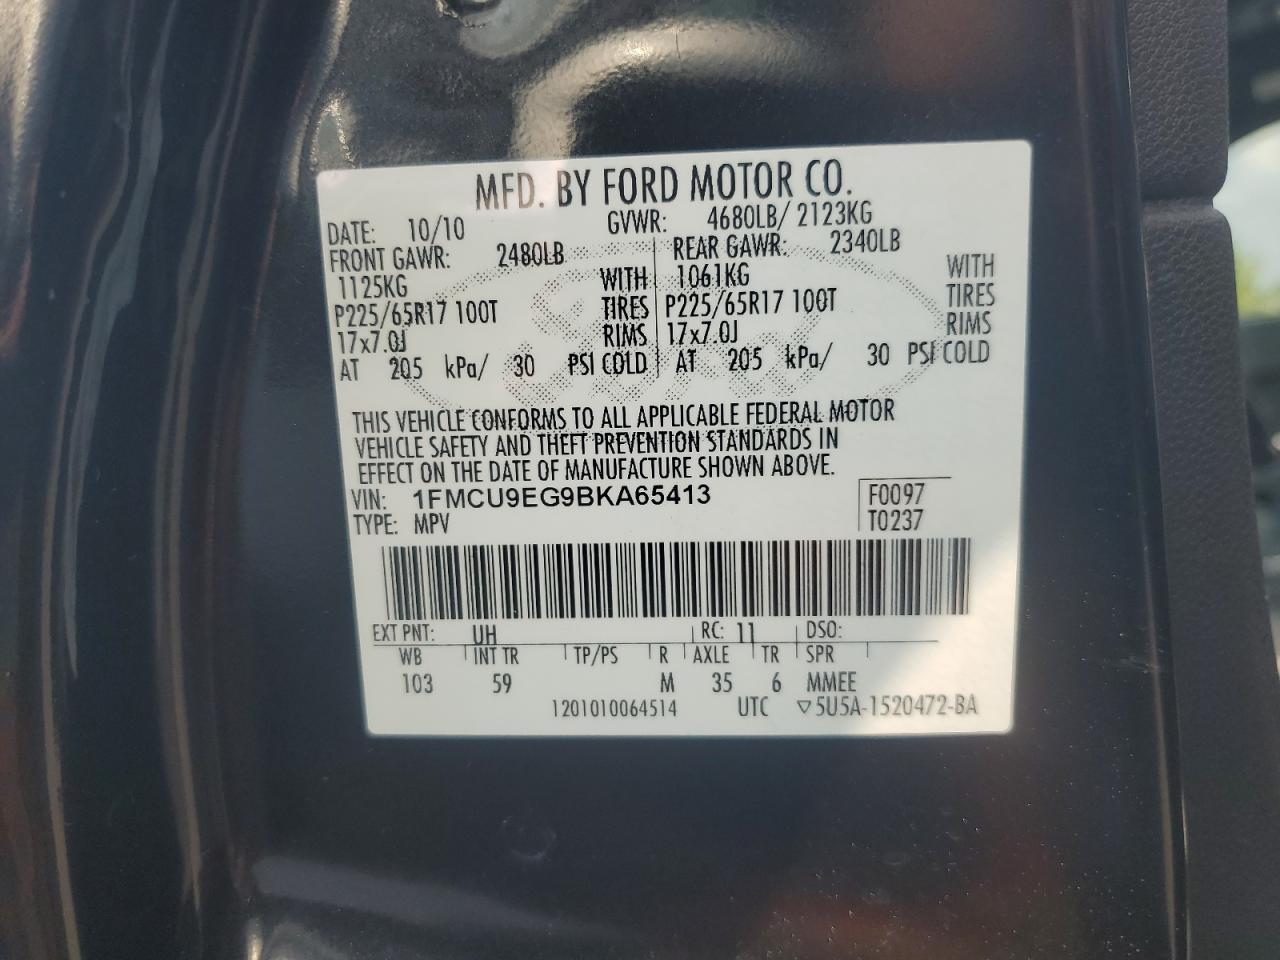 MFD. BY FORD MOTOR CO.
DATE: 10/10 GVWR: 4680LB/ 2123KG
FRONT GAWR: 2480LB REAR GAWR: 2340LB
1125KG WITH 1061KG WITH
P225/65R17 100T TIRES P225/65R17 100T TIRES
17x7.0J RIMS 17x7.0J RIMS
AT 205 kPa/ 30 PSI COLD AT 205 kPa/ 30 PSI COLD
THIS VEHICLE CONFORMS TO ALL APPLICABLE FEDERAL MOTOR
VEHICLE SAFETY AND THEFT PREVENTION STANDARDS IN
EFFECT ON THE DATE OF MANUFACTURE SHOWN ABOVE.
VIN: 1FMCU9EG9BKA65413 F0097
TYPE: MPV T0237
EXT PNT: UH RC: 11 DSO:
WB INT TR TP/PS R AXLE TR SPR
103 59 M 35 6 MMEE
1201010064514 UTC ▽5U5A-1520472-BA